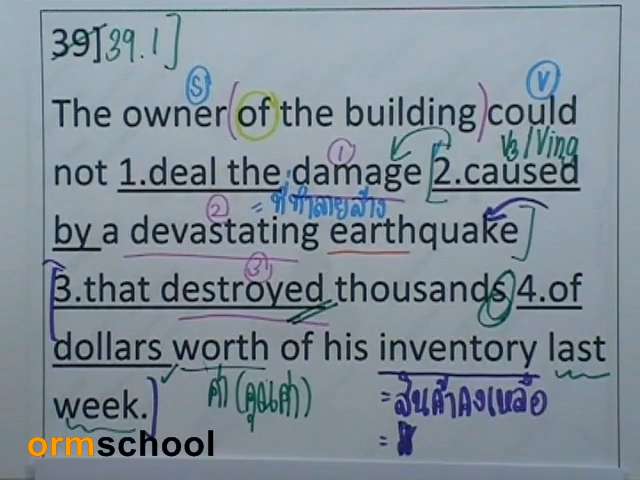 39] [39.1]
S V
The owner (of the building) could
V3/Ving
not 1.deal the damage [2.caused
1
2 = ที่ทำลายล้าง
by a devastating earthquake]
3
[3.that destroyed thousands 4.of
dollars worth of his inventory last
week.] ค่า (คุณค่า) = สินค้าคงเหลือ
=
ormschool